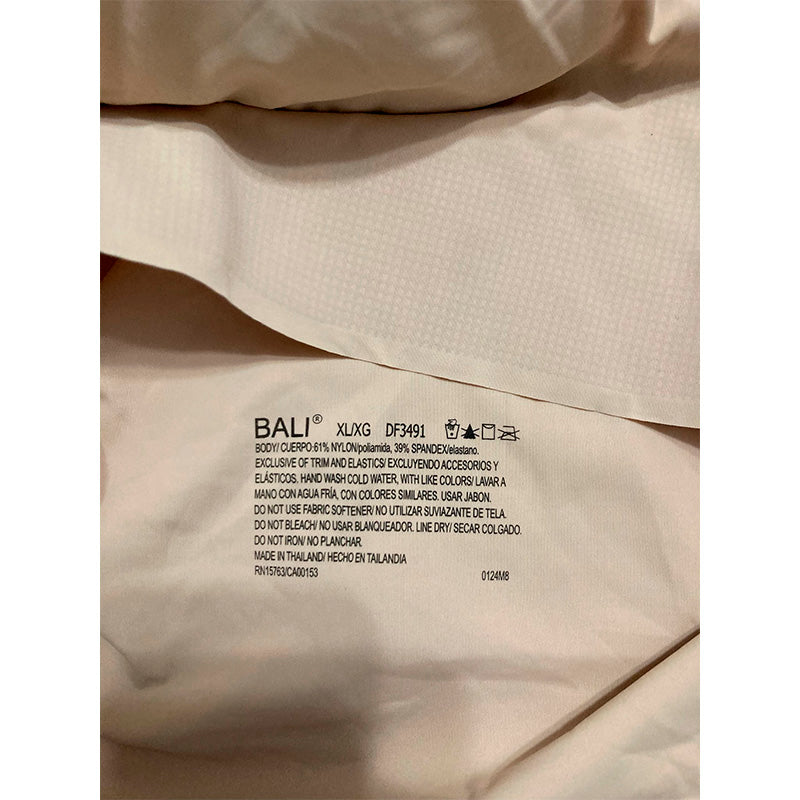 BALI® XL/XG DF3491
BODY/ CUERPO:61% NYLON/poliamida, 39% SPANDEX/elastano.
EXCLUSIVE OF TRIM AND ELASTICS/ EXCLUYENDO ACCESORIOS Y
ELÁSTICOS. HAND WASH COLD WATER, WITH LIKE COLORS/ LAVAR A
MANO CON AGUA FRÍA, CON COLORES SIMILARES. USAR JABON.
DO NOT USE FABRIC SOFTENER/ NO UTILIZAR SUVIAZANTE DE TELA.
DO NOT BLEACH/ NO USAR BLANQUEADOR. LINE DRY/ SECAR COLGADO.
DO NOT IRON/ NO PLANCHAR.
MADE IN THAILAND/ HECHO EN TAILANDIA
RN15763/CA00153 0124M8